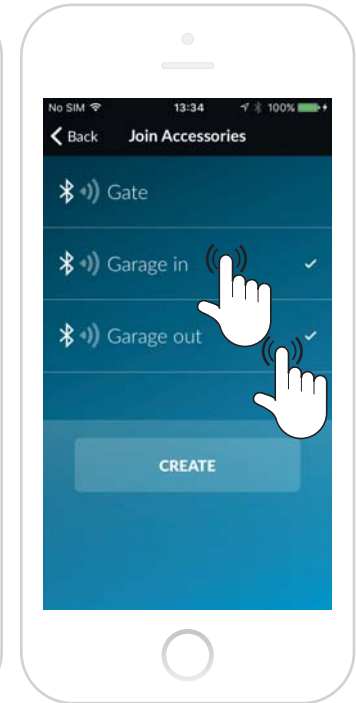 No SIM 13:34 100%
Back Join Accessories
Gate
Garage in
Garage out
CREATE